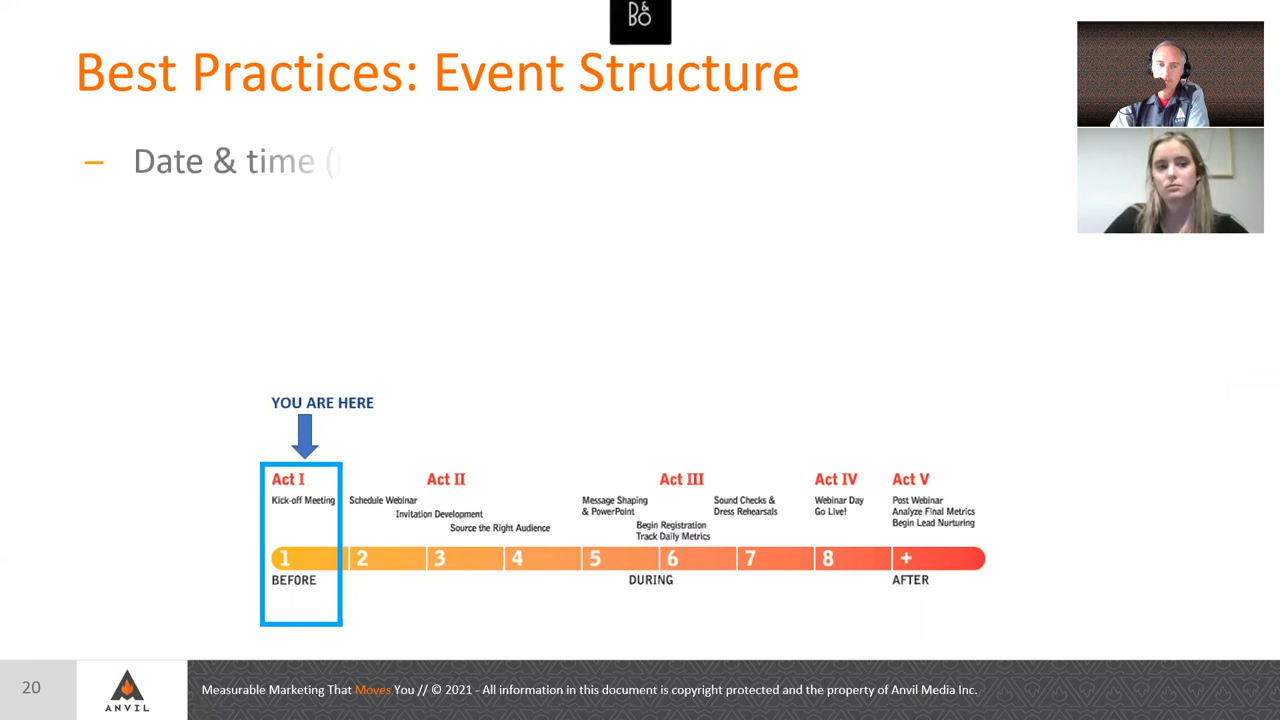 D&
BO
Best Practices: Event Structure
– Date & time (
YOU ARE HERE
Act I
Act II
Act III
Act IV
Act V
Kick-off Meeting
Schedule Webinar
Invitation Development
Source the Right Audience
Message Shaping
& PowerPoint
Begin Registration
Track Daily Metrics
Sound Checks &
Dress Rehearsals
Webinar Day
Go Live!
Post Webinar
Analyze Final Metrics
Begin Lead Nurturing
1 2 3 4 5 6 7 8 +
BEFORE
DURING
AFTER
20
ANVIL
Measurable Marketing That Moves You // © 2021 - All information in this document is copyright protected and the property of Anvil Media Inc.